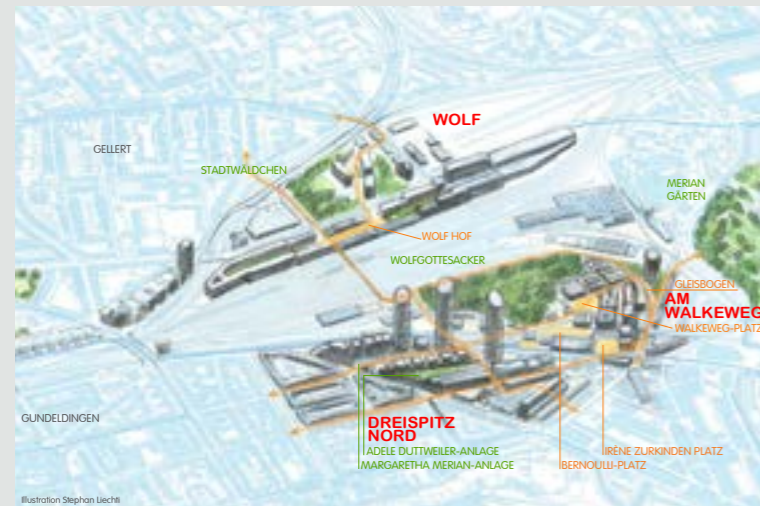 WOLF
GELLERT
STADTWÄLDCHEN
MERIAN
GÄRTEN
WOLF HOF
WOLFGOTTESACKER
GLEISBOGEN
AM
WALKEWEG
WALKEWEG-PLATZ
GUNDELDINGEN
DREISPITZ
NORD
ADELE DUTTWEILER-ANLAGE
IRÈNE ZURKINDEN PLATZ
MARGARETHA MERIAN-ANLAGE
BERNOULLI-PLATZ
Illustration Stephan Liechti